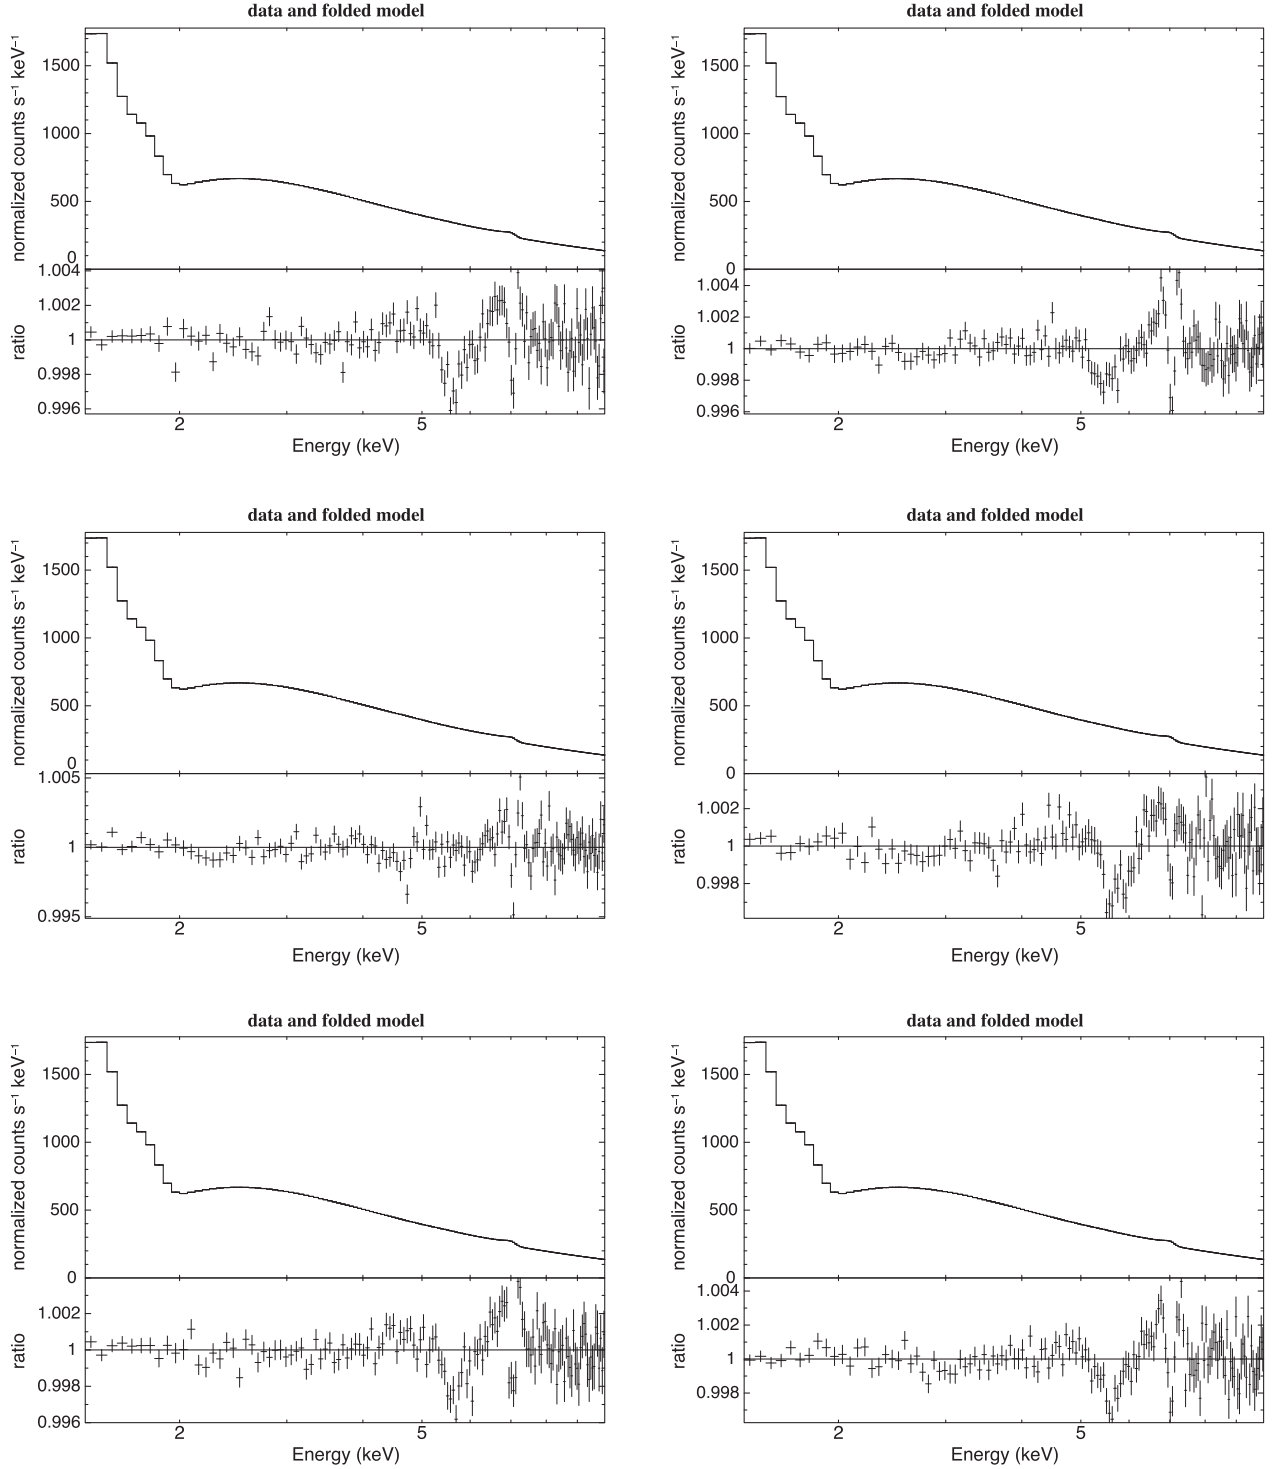 data and folded model
data and folded model
normalized counts s⁻¹ keV⁻¹
1500
1000
500
0
normalized counts s⁻¹ keV⁻¹
1500
1000
500
0
ratio
1.004
1.002
1
0.998
0.996
ratio
1.004
1.002
1
0.998
0.996
2
5
2
5
Energy (keV)
Energy (keV)
data and folded model
data and folded model
normalized counts s⁻¹ keV⁻¹
1500
1000
500
0
normalized counts s⁻¹ keV⁻¹
1500
1000
500
0
ratio
1.005
1
0.995
ratio
1.002
1
0.998
2
5
2
5
Energy (keV)
Energy (keV)
data and folded model
data and folded model
normalized counts s⁻¹ keV⁻¹
1500
1000
500
0
normalized counts s⁻¹ keV⁻¹
1500
1000
500
0
ratio
1.002
1
0.998
0.996
ratio
1.004
1.002
1
0.998
2
5
2
5
Energy (keV)
Energy (keV)